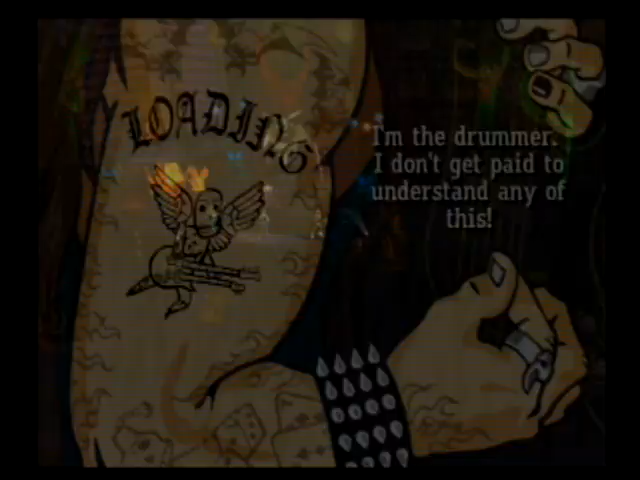 LOADING
I'm the drummer.
I don't get paid to
understand any of
this!